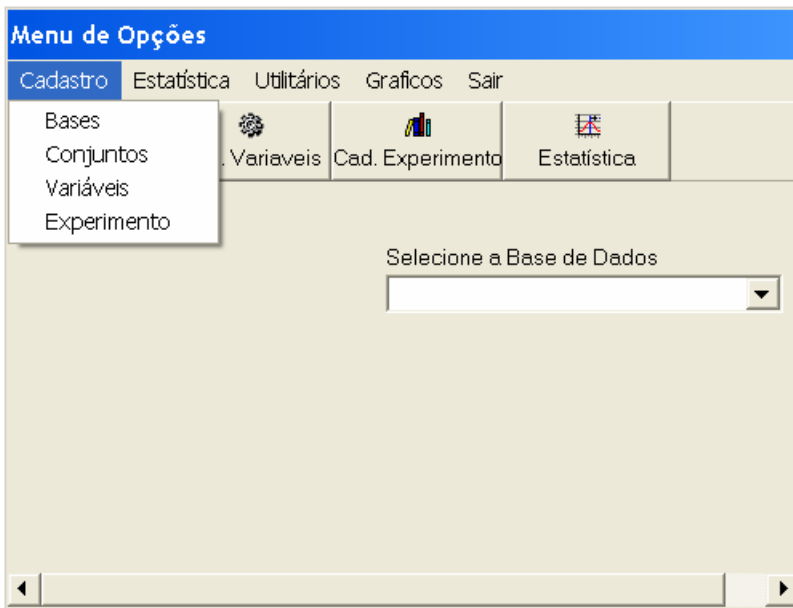 Menu de Opções
Cadastro Estatística Utilitários Graficos Sair
Bases
Conjuntos
Variáveis
Experimento
. Variaveis Cad. Experimento Estatística
Selecione a Base de Dados